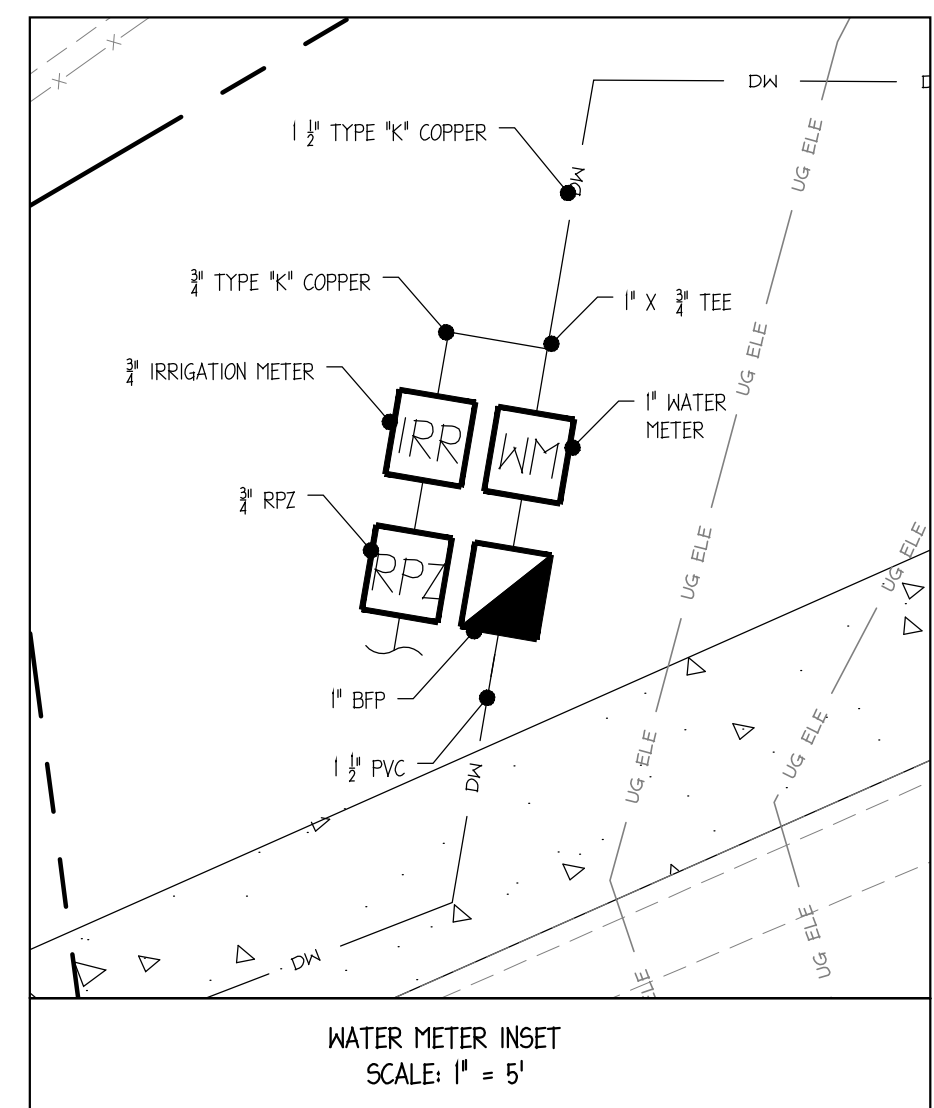 DW
D
UG ELE
1 1/2" TYPE "K" COPPER
DW
3/4" TYPE "K" COPPER
1" X 3/4" TEE
UG ELE
3/4" IRRIGATION METER
1" WATER
METER
IRR
WM
3/4" RPZ
UG ELE
UG ELE
RPZ
1" BFP
1 1/2" PVC
DW
UG ELE
UG ELE
DW
UG ELE
ELE
WATER METER INSET
SCALE: 1" = 5'